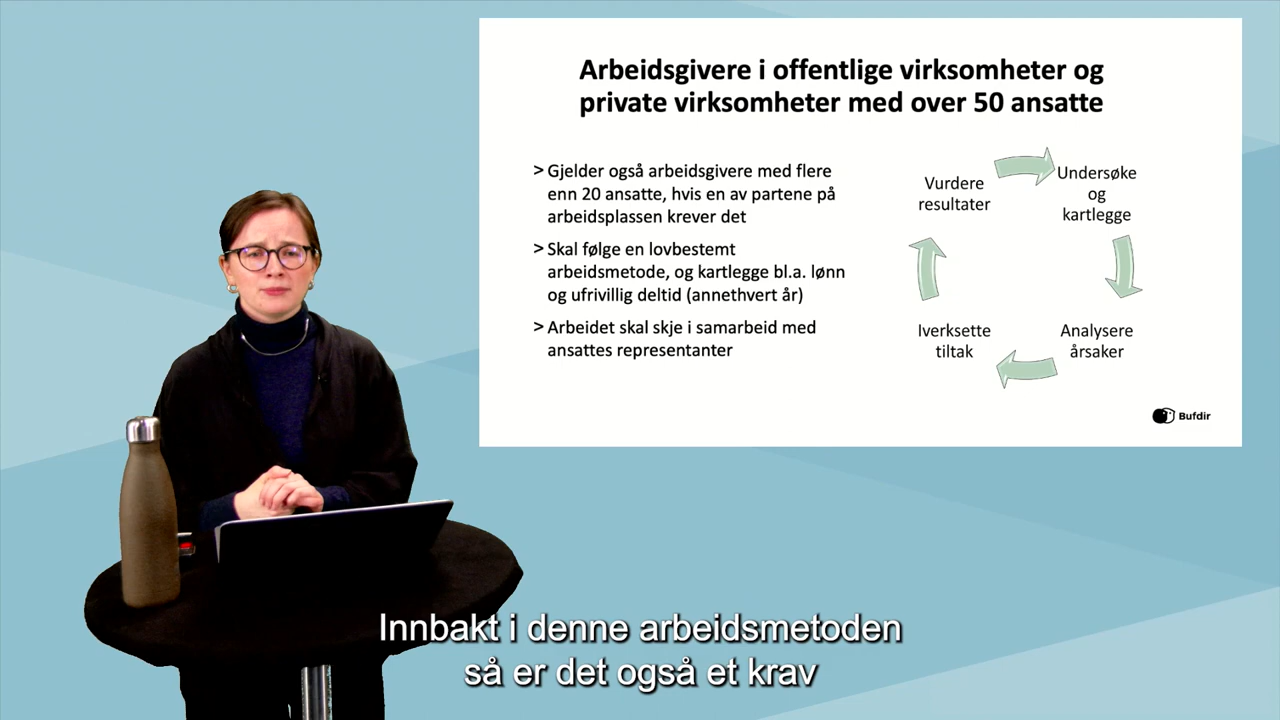 Arbeidsgivere i offentlige virksomheter og
private virksomheter med over 50 ansatte
> Gjelder også arbeidsgivere med flere
enn 20 ansatte, hvis en av partene på
arbeidsplassen krever det
> Skal følge en lovbestemt
arbeidsmetode, og kartlegge bl.a. lønn
og ufrivillig deltid (annethvert år)
> Arbeidet skal skje i samarbeid med
ansattes representanter
Vurdere
resultater
Undersøke
og
kartlegge
Iverksette
tiltak
Analysere
årsaker
Bufdir
Innbakt i denne arbeidsmetoden
så er det også et krav